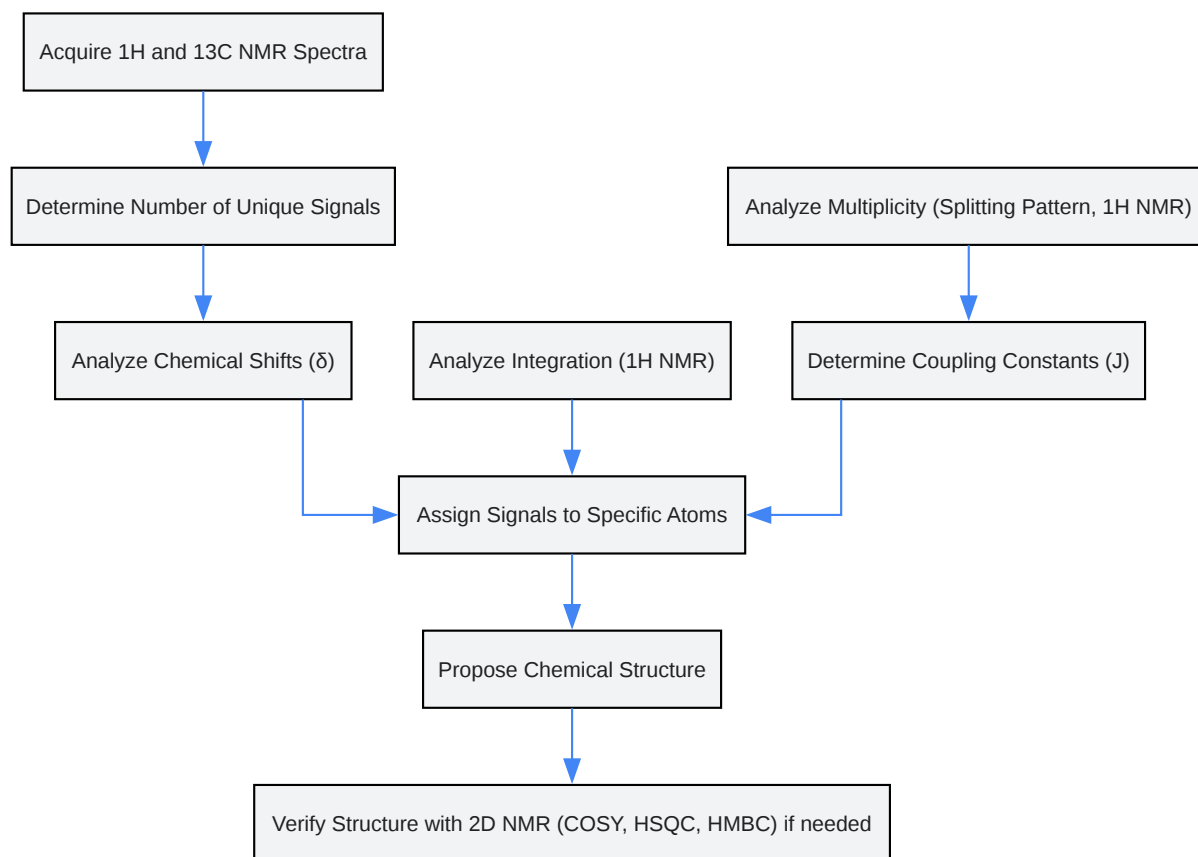 Acquire 1H and 13C NMR Spectra
Determine Number of Unique Signals
Analyze Multiplicity (Splitting Pattern, 1H NMR)
Analyze Chemical Shifts (δ)
Analyze Integration (1H NMR)
Determine Coupling Constants (J)
Assign Signals to Specific Atoms
Propose Chemical Structure
Verify Structure with 2D NMR (COSY, HSQC, HMBC) if needed